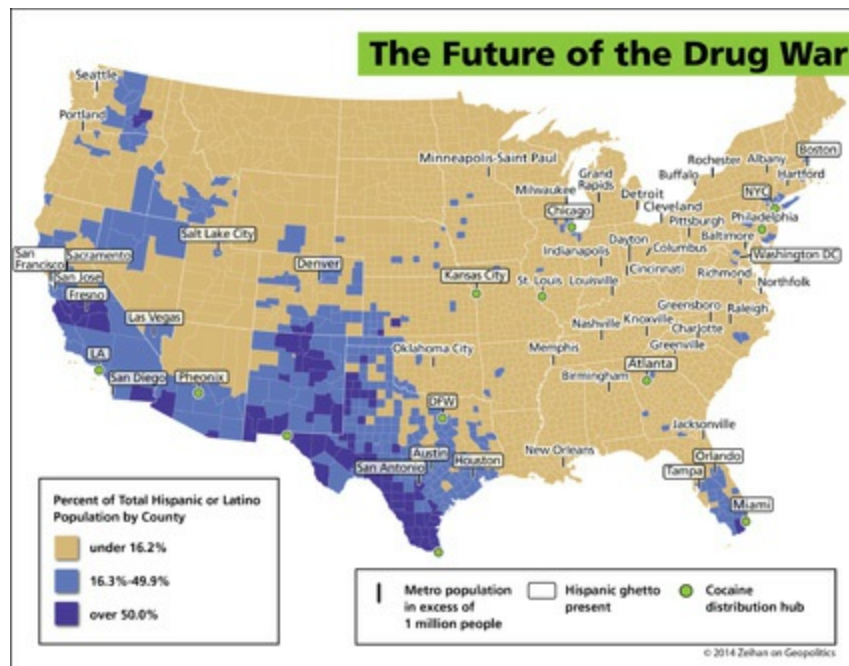 The Future of the Drug War
Seattle
Portland
Minneapolis-Saint Paul
Milwaukee
Grand
Rapids
Detroit
Chicago
Cleveland
Buffalo
Rochester
Albany
Boston
Hartford
NYC
Pittsburgh
Philadelphia
Baltimore
Washington DC
Indianapolis
Dayton
Columbus
Cincinnati
Richmond
Northfolk
San
Francisco
Sacramento
San Jose
Fresno
Salt Lake City
Denver
Kansas City
St. Louis
Louisville
Las Vegas
LA
San Diego
Pheonix
Oklahoma City
Nashville
Knoxville
Greensboro
Raleigh
Charlotte
Greenville
Memphis
Birmingham
Atlanta
DFW
Austin
San Antonio
Houston
New Orleans
Jacksonville
Orlando
Tampa
Miami
Percent of Total Hispanic or Latino
Population by County
under 16.2%
16.3%-49.9%
over 50.0%
Metro population
in excess of
1 million people
Hispanic ghetto
present
Cocaine
distribution hub
© 2014 Zeihan on Geopolitics